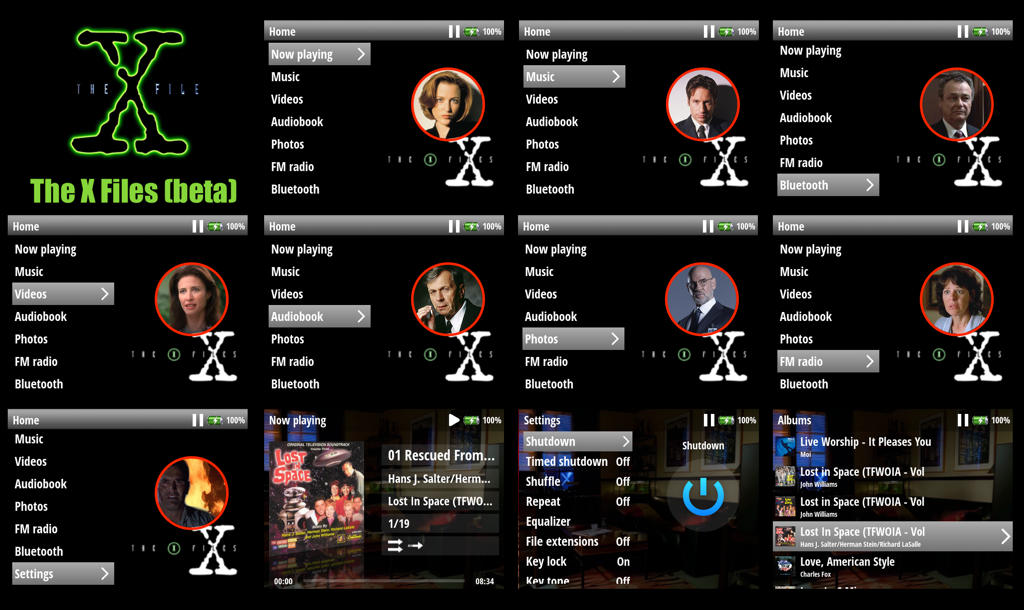 THE FILE
The X Files (beta)
Home 100%
Now playing
Music
Videos
Audiobook
Photos
FM radio
Bluetooth
THE X FILES
Home 100%
Now playing
Music
Videos
Audiobook
Photos
FM radio
Bluetooth
THE X FILES
Home 100%
Now playing
Music
Videos
Audiobook
Photos
FM radio
Bluetooth
THE X FILES
Home 100%
Now playing
Music
Videos
Audiobook
Photos
FM radio
Bluetooth
THE X FILES
Home 100%
Now playing
Music
Videos
Audiobook
Photos
FM radio
Bluetooth
THE X FILES
Home 100%
Now playing
Music
Videos
Audiobook
Photos
FM radio
Bluetooth
THE X FILES
Home 100%
Now playing
Music
Videos
Audiobook
Photos
FM radio
Bluetooth
THE X FILES
Home 100%
Music
Videos
Audiobook
Photos
FM radio
Bluetooth
Settings
THE X FILES
Now playing 100%
ORIGINAL TELEVISION SOUNDTRACK
LOST IN SPACE
01 Rescued From...
Hans J. Salter/Herm...
Lost In Space (TFWO...
1/19
00:00 08:34
Settings 100%
Shutdown
Timed shutdown Off
Shuffle Off
Repeat Off
Equalizer
File extensions Off
Key lock On
Key tone Off
Shutdown
Albums 100%
Live Worship - It Pleases You
Moi
Lost in Space (TFWOIA - Vol
John Williams
Lost in Space (TFWOIA - Vol
John Williams
Lost In Space (TFWOIA - Vol
Hans J. Salter/Herman Stein/Richard LaSalle
Love, American Style
Charles Fox